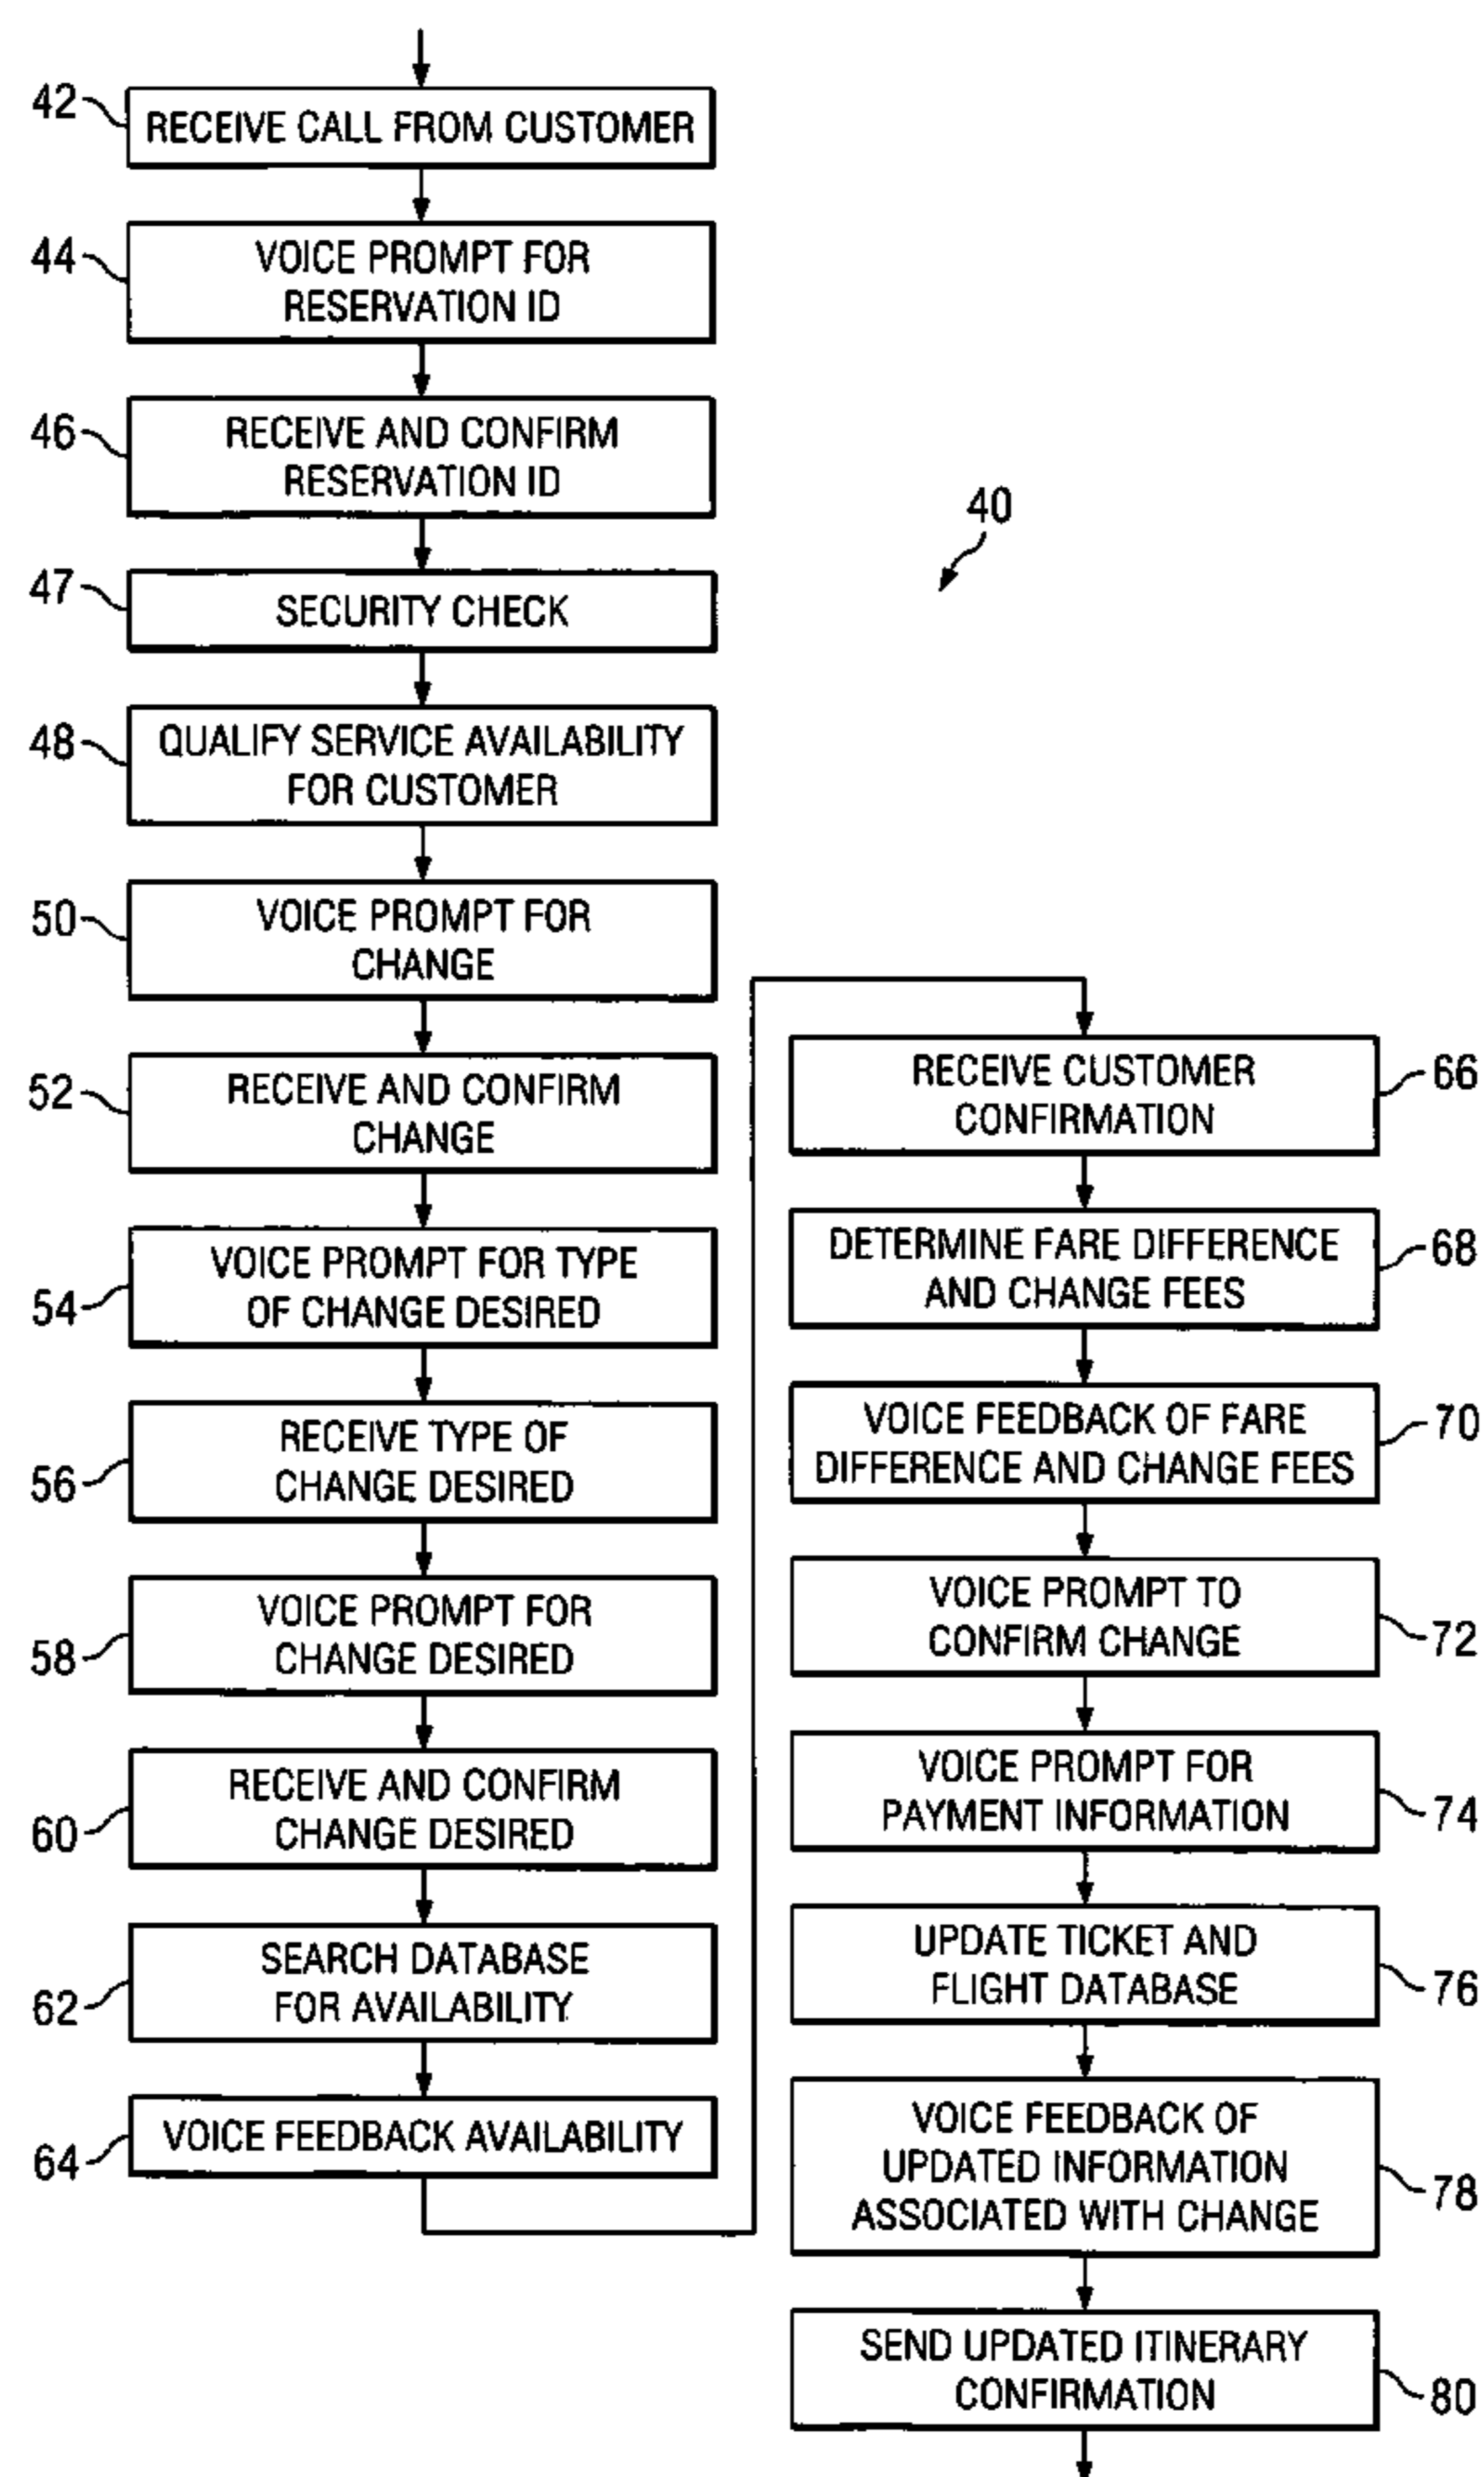 42
RECEIVE CALL FROM CUSTOMER
44
VOICE PROMPT FOR
RESERVATION ID
46
RECEIVE AND CONFIRM
RESERVATION ID
40
47
SECURITY CHECK
48
QUALIFY SERVICE AVAILABILITY
FOR CUSTOMER
50
VOICE PROMPT FOR
CHANGE
52
RECEIVE AND CONFIRM
CHANGE
54
VOICE PROMPT FOR TYPE
OF CHANGE DESIRED
56
RECEIVE TYPE OF
CHANGE DESIRED
58
VOICE PROMPT FOR
CHANGE DESIRED
60
RECEIVE AND CONFIRM
CHANGE DESIRED
62
SEARCH DATABASE
FOR AVAILABILITY
64
VOICE FEEDBACK AVAILABILITY
RECEIVE CUSTOMER
CONFIRMATION
66
DETERMINE FARE DIFFERENCE
AND CHANGE FEES
68
VOICE FEEDBACK OF FARE
DIFFERENCE AND CHANGE FEES
70
VOICE PROMPT TO
CONFIRM CHANGE
72
VOICE PROMPT FOR
PAYMENT INFORMATION
74
UPDATE TICKET AND
FLIGHT DATABASE
76
VOICE FEEDBACK OF
UPDATED INFORMATION
ASSOCIATED WITH CHANGE
78
SEND UPDATED ITINERARY
CONFIRMATION
80